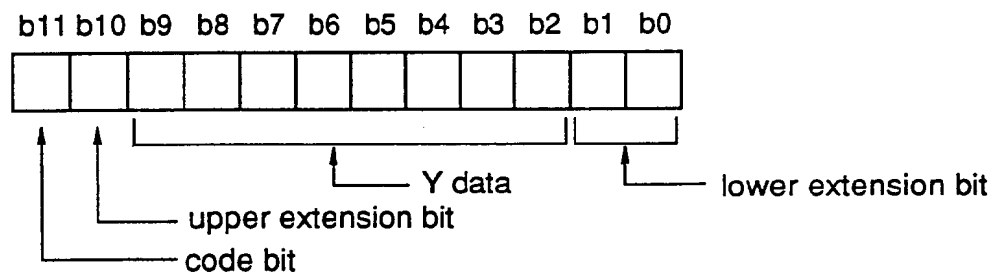 b11 b10 b9 b8 b7 b6 b5 b4 b3 b2 b1 b0
Y data
lower extension bit
upper extension bit
code bit